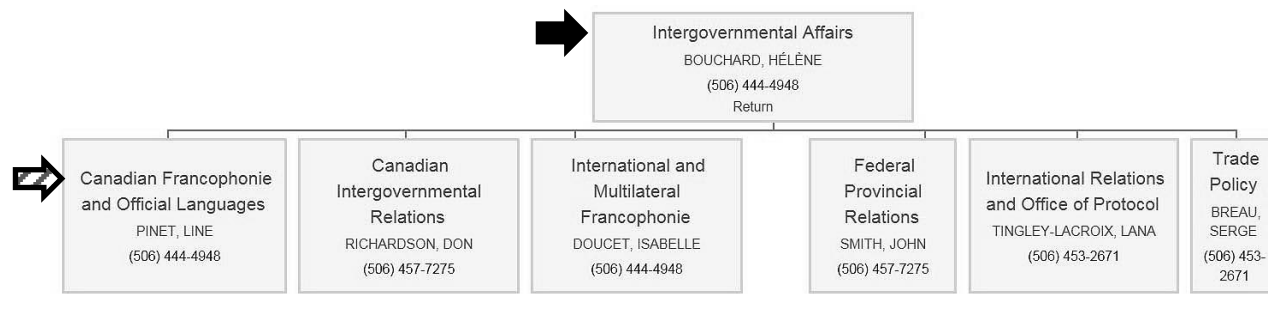 Intergovernmental Affairs
BOUCHARD, HÉLÈNE
(506) 444-4948
Return
Canadian Francophonie
and Official Languages
PINET, LINE
(506) 444-4948
Canadian
Intergovernmental
Relations
RICHARDSON, DON
(506) 457-7275
International and
Multilateral
Francophonie
DOUCET, ISABELLE
(506) 444-4948
Federal
Provincial
Relations
SMITH, JOHN
(506) 457-7275
International Relations
and Office of Protocol
TINGLEY-LACROIX, LANA
(506) 453-2671
Trade
Policy
BREAU,
SERGE
(506) 453-
2671